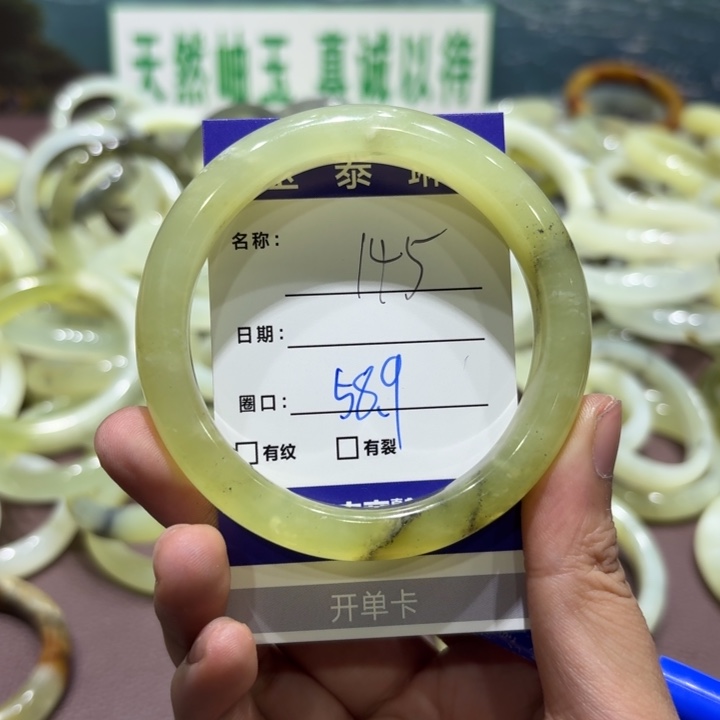 天然岫玉 真诚以待
泰
名称: 145
日期:
圈口: 58.9
□有纹 □有裂
开单卡